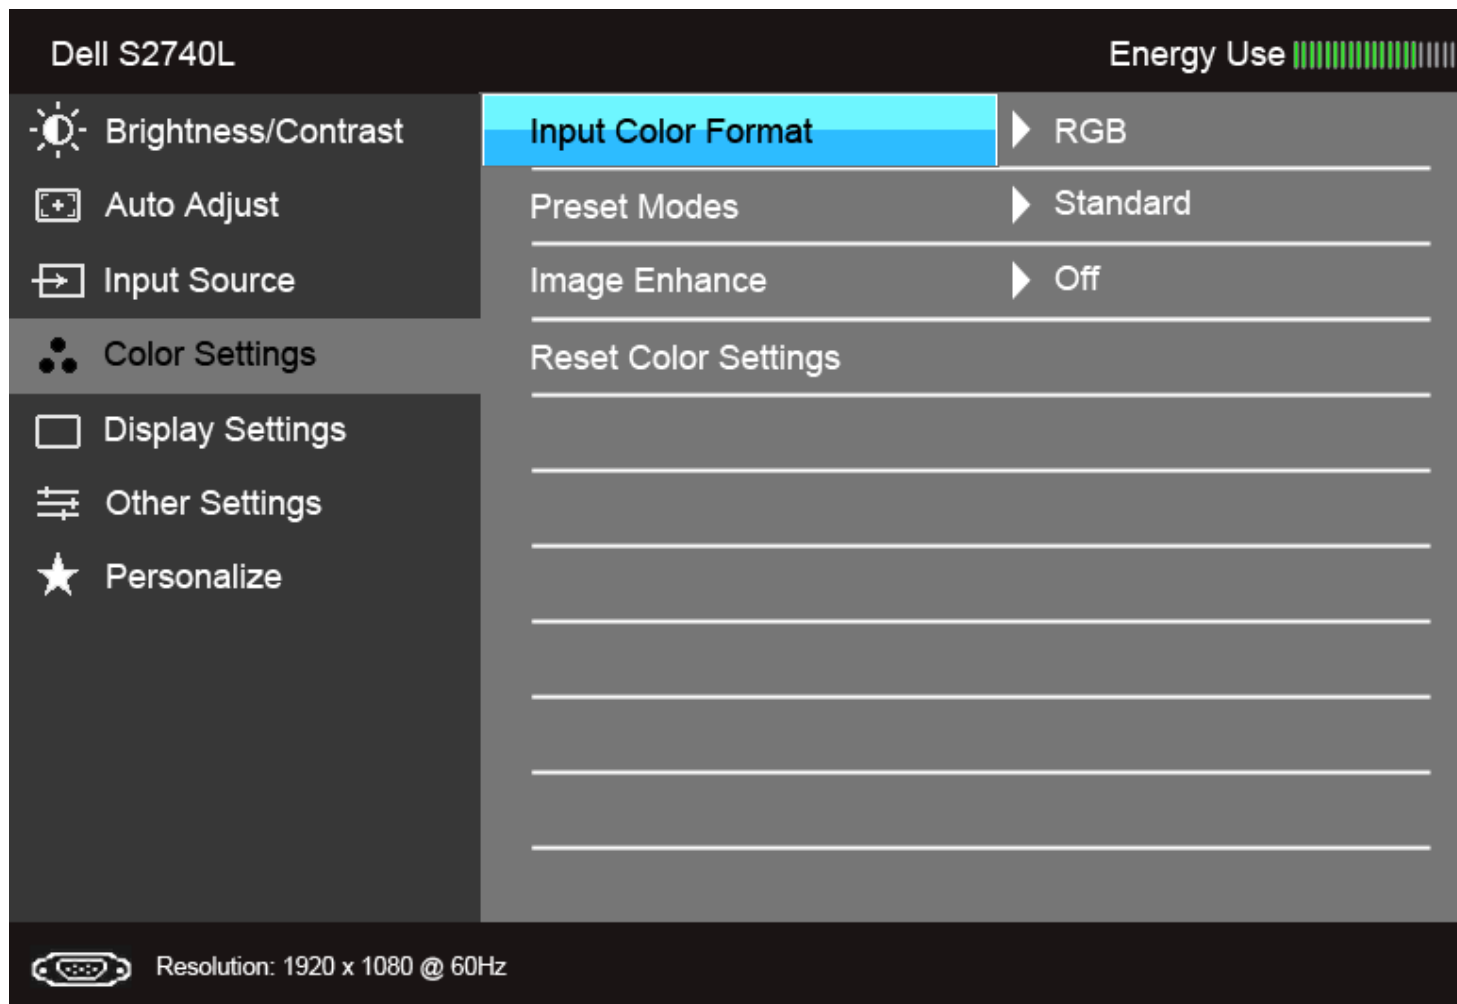 Dell S2740L
Energy Use
Brightness/Contrast
Auto Adjust
Input Source
Color Settings
Display Settings
Other Settings
Personalize
Input Color Format RGB
Preset Modes Standard
Image Enhance Off
Reset Color Settings
Resolution: 1920 x 1080 @ 60Hz